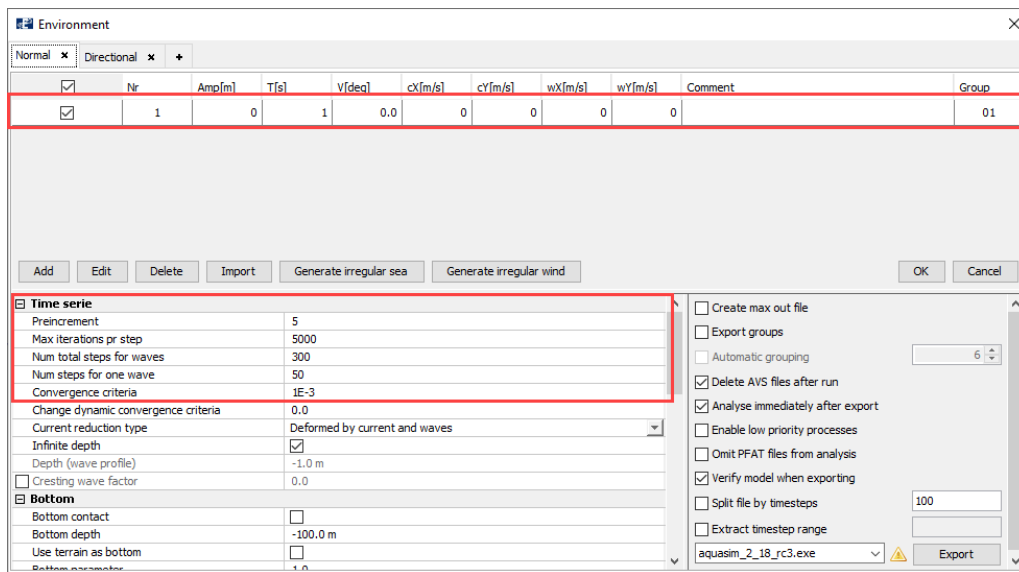 Environment
Normal Directional +
Nr Amp[m] T[s] V[deg] cX[m/s] cY[m/s] wX[m/s] wY[m/s] Comment Group
1 0 1 0.0 0 0 0 0 01
Add Edit Delete Import Generate irregular sea Generate irregular wind OK Cancel
Time serie
Preincrement 5
Max iterations pr step 5000
Num total steps for waves 300
Num steps for one wave 50
Convergence criteria 1E-3
Change dynamic convergence criteria 0.0
Current reduction type Deformed by current and waves
Infinite depth
Depth (wave profile) -1.0 m
Cresting wave factor 0.0
Bottom
Bottom contact
Bottom depth -100.0 m
Use terrain as bottom
Bottom parameter 1.0
Create max out file
Export groups
Automatic grouping 6
Delete AVS files after run
Analyse immediately after export
Enable low priority processes
Omit PFAT files from analysis
Verify model when exporting
Split file by timesteps 100
Extract timestep range
aquasim_2_18_rc3.exe Export